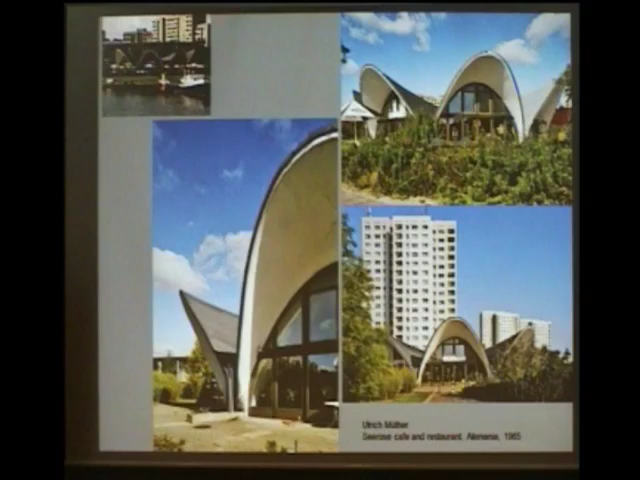 Ulrich Müther
Seerose cafe and restaurant. Alemania, 1965